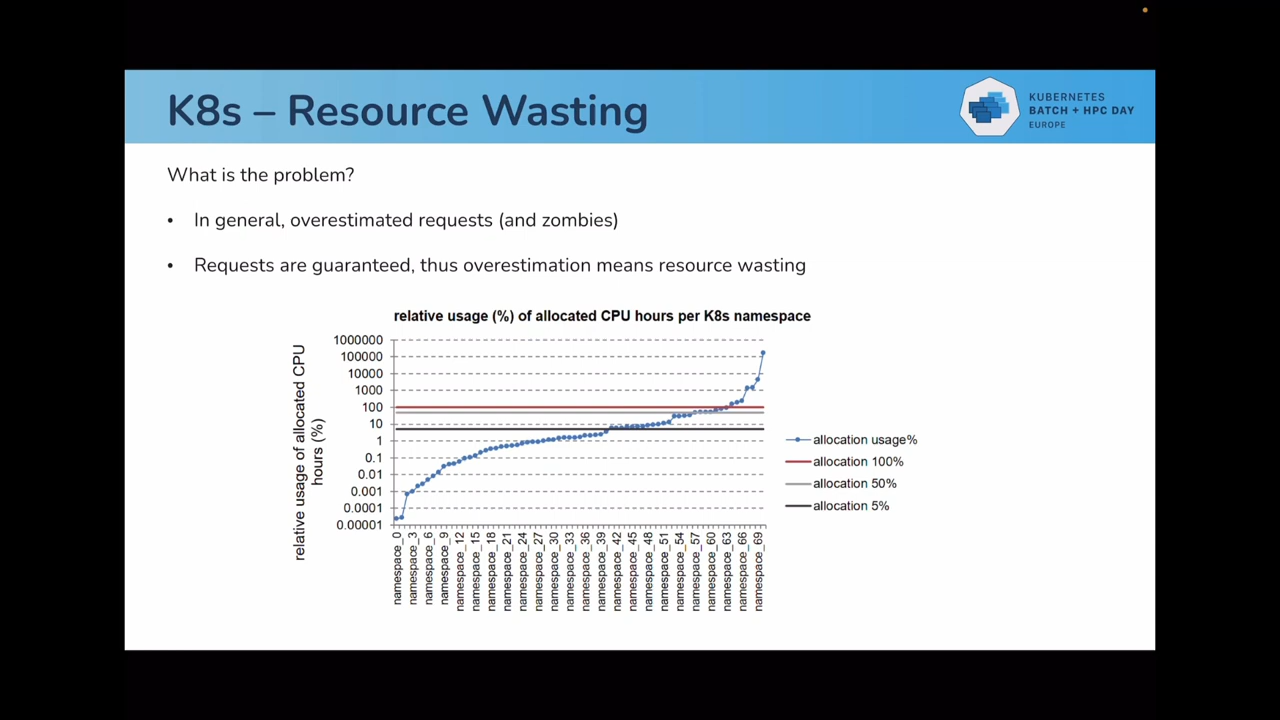 K8s – Resource Wasting
KUBERNETES
BATCH + HPC DAY
EUROPE
What is the problem?
• In general, overestimated requests (and zombies)
• Requests are guaranteed, thus overestimation means resource wasting
relative usage (%) of allocated CPU hours per K8s namespace
relative usage of allocated CPU
hours (%)
1000000
100000
10000
1000
100
10
1
0.1
0.01
0.001
0.0001
0.00001
namespace_0
namespace_3
namespace_6
namespace_9
namespace_12
namespace_15
namespace_18
namespace_21
namespace_24
namespace_27
namespace_30
namespace_33
namespace_36
namespace_39
namespace_42
namespace_45
namespace_48
namespace_51
namespace_54
namespace_57
namespace_60
namespace_63
namespace_66
namespace_69
allocation usage%
allocation 100%
allocation 50%
allocation 5%